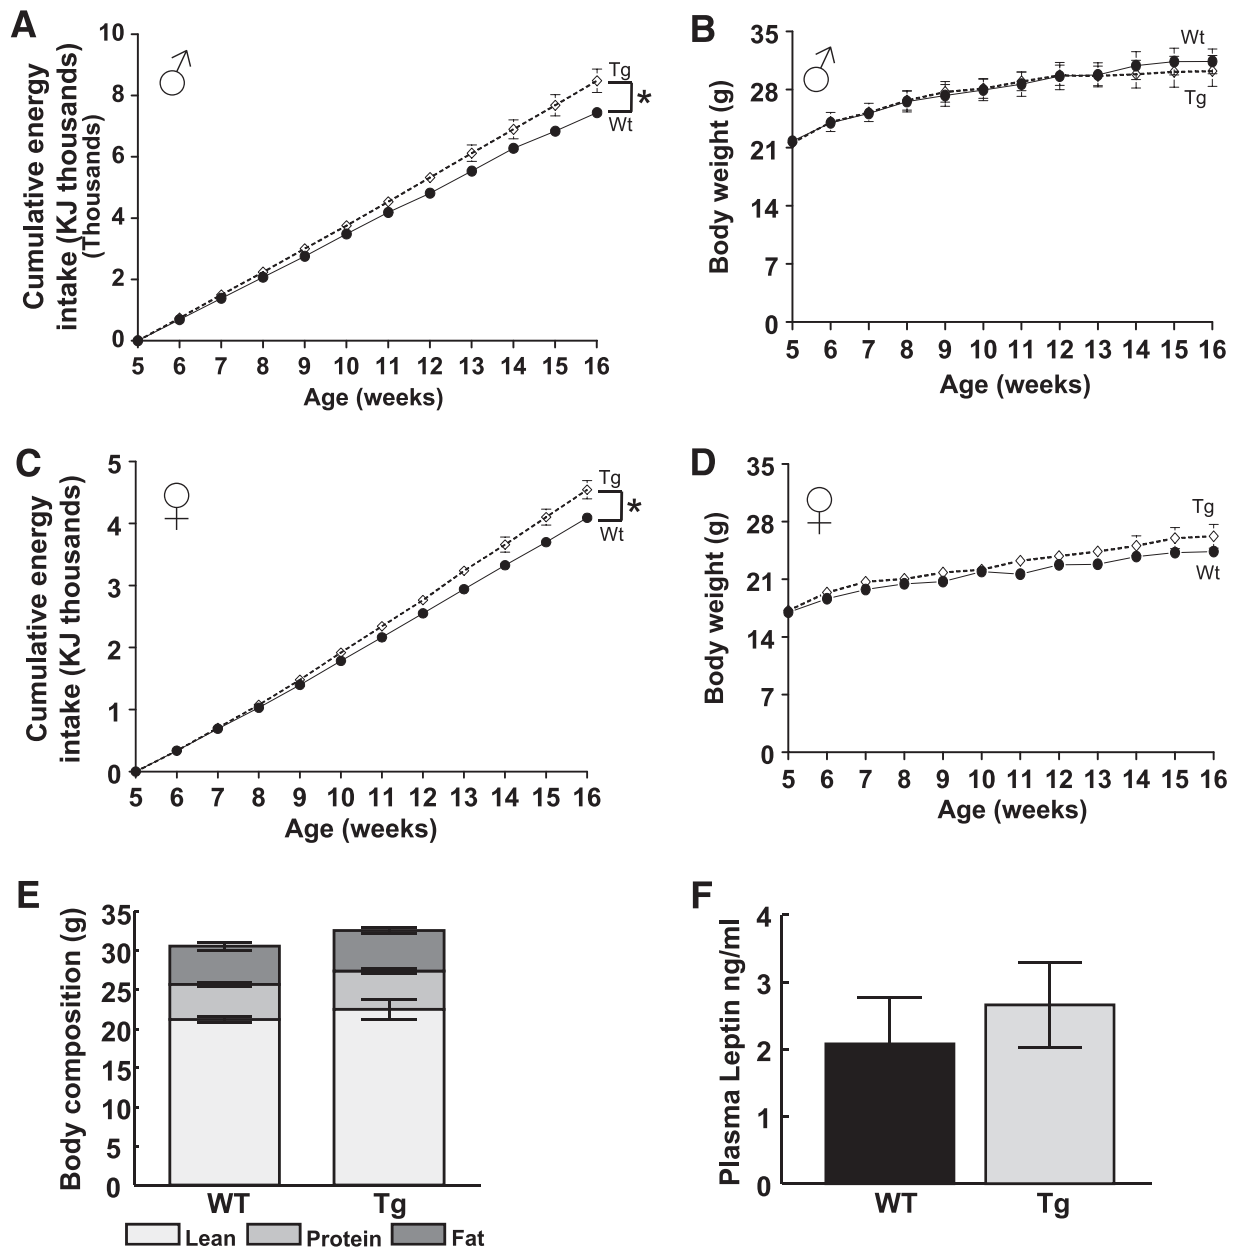 A
Cumulative energy
intake (KJ thousands)
(Thousands)
10
8
6
4
2
0
5 6 7 8 9 10 11 12 13 14 15 16
Age (weeks)
Tg
*
Wt
B
Body weight (g)
35
28
21
14
7
0
5 6 7 8 9 10 11 12 13 14 15 16
Age (weeks)
Wt
Tg
C
Cumulative energy
intake (KJ thousands)
5
4
3
2
1
0
5 6 7 8 9 10 11 12 13 14 15 16
Age (weeks)
Tg
*
Wt
D
Body weight (g)
35
28
21
14
7
0
5 6 7 8 9 10 11 12 13 14 15 16
Age (weeks)
Tg
Wt
E
Body composition (g)
35
30
25
20
15
10
5
0
WT Tg
Lean Protein Fat
F
Plasma Leptin ng/ml
4
3
2
1
0
WT Tg